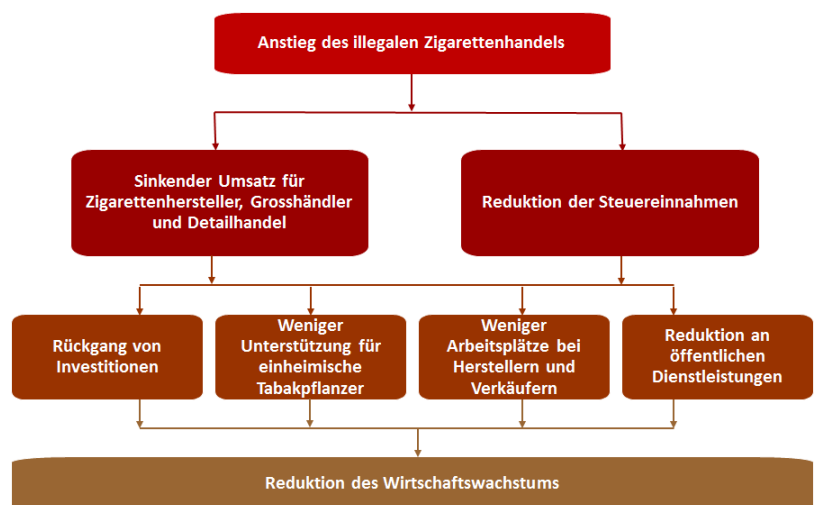 Anstieg des illegalen Zigarettenhandels
Sinkender Umsatz für
Zigarettenhersteller, Grosshändler
und Detailhandel
Reduktion der Steuereinnahmen
Rückgang von
Investitionen
Weniger
Unterstützung für
einheimische
Tabakpflanzer
Weniger
Arbeitsplätze bei
Herstellern und
Verkäufern
Reduktion an
öffentlichen
Dienstleistungen
Reduktion des Wirtschaftswachstums